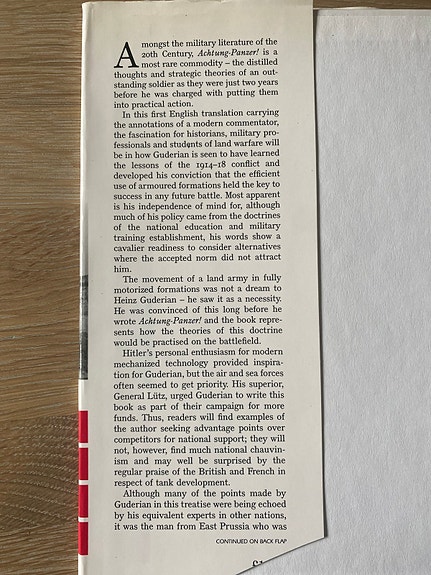 Amongst the military literature of the
20th Century, Achtung-Panzer! is a
most rare commodity – the distilled
thoughts and strategic theories of an out-
standing soldier as they were just two years
before he was charged with putting them
into practical action.
In this first English translation carrying
the annotations of a modern commentator,
the fascination for historians, military pro-
fessionals and students of land warfare will
be in how Guderian is seen to have learned
the lessons of the 1914–18 conflict and
developed his conviction that the efficient
use of armoured formations held the key to
success in any future battle. Most apparent
is his independence of mind for, although
much of his policy came from the doctrines
of the national education and military
training establishment, his words show a
cavalier readiness to consider alternatives
where the accepted norm did not attract
him.
The movement of a land army in fully
motorized formations was not a dream to
Heinz Guderian – he saw it as a necessity.
He was convinced of this long before he
wrote Achtung-Panzer! and the book repre-
sents how the theories of this doctrine
would be practised on the battlefield.
Hitler's personal enthusiasm for modern
mechanized technology provided inspira-
tion for Guderian, but the air and sea forces
often seemed to get priority. His superior,
General Lütz, urged Guderian to write this
book as part of their campaign for more
funds. Thus, readers will find examples of
the author seeking advantage points over
competitors for national support; they will
not, however, find much national chauvin-
ism and may well be surprised by the
regular praise of the British and French in
respect of tank development.
Although many of the points made by
Guderian in this treatise were being echoed
by his equivalent experts in other nations,
it was the man from East Prussia who was
CONTINUED ON BACK FLAP